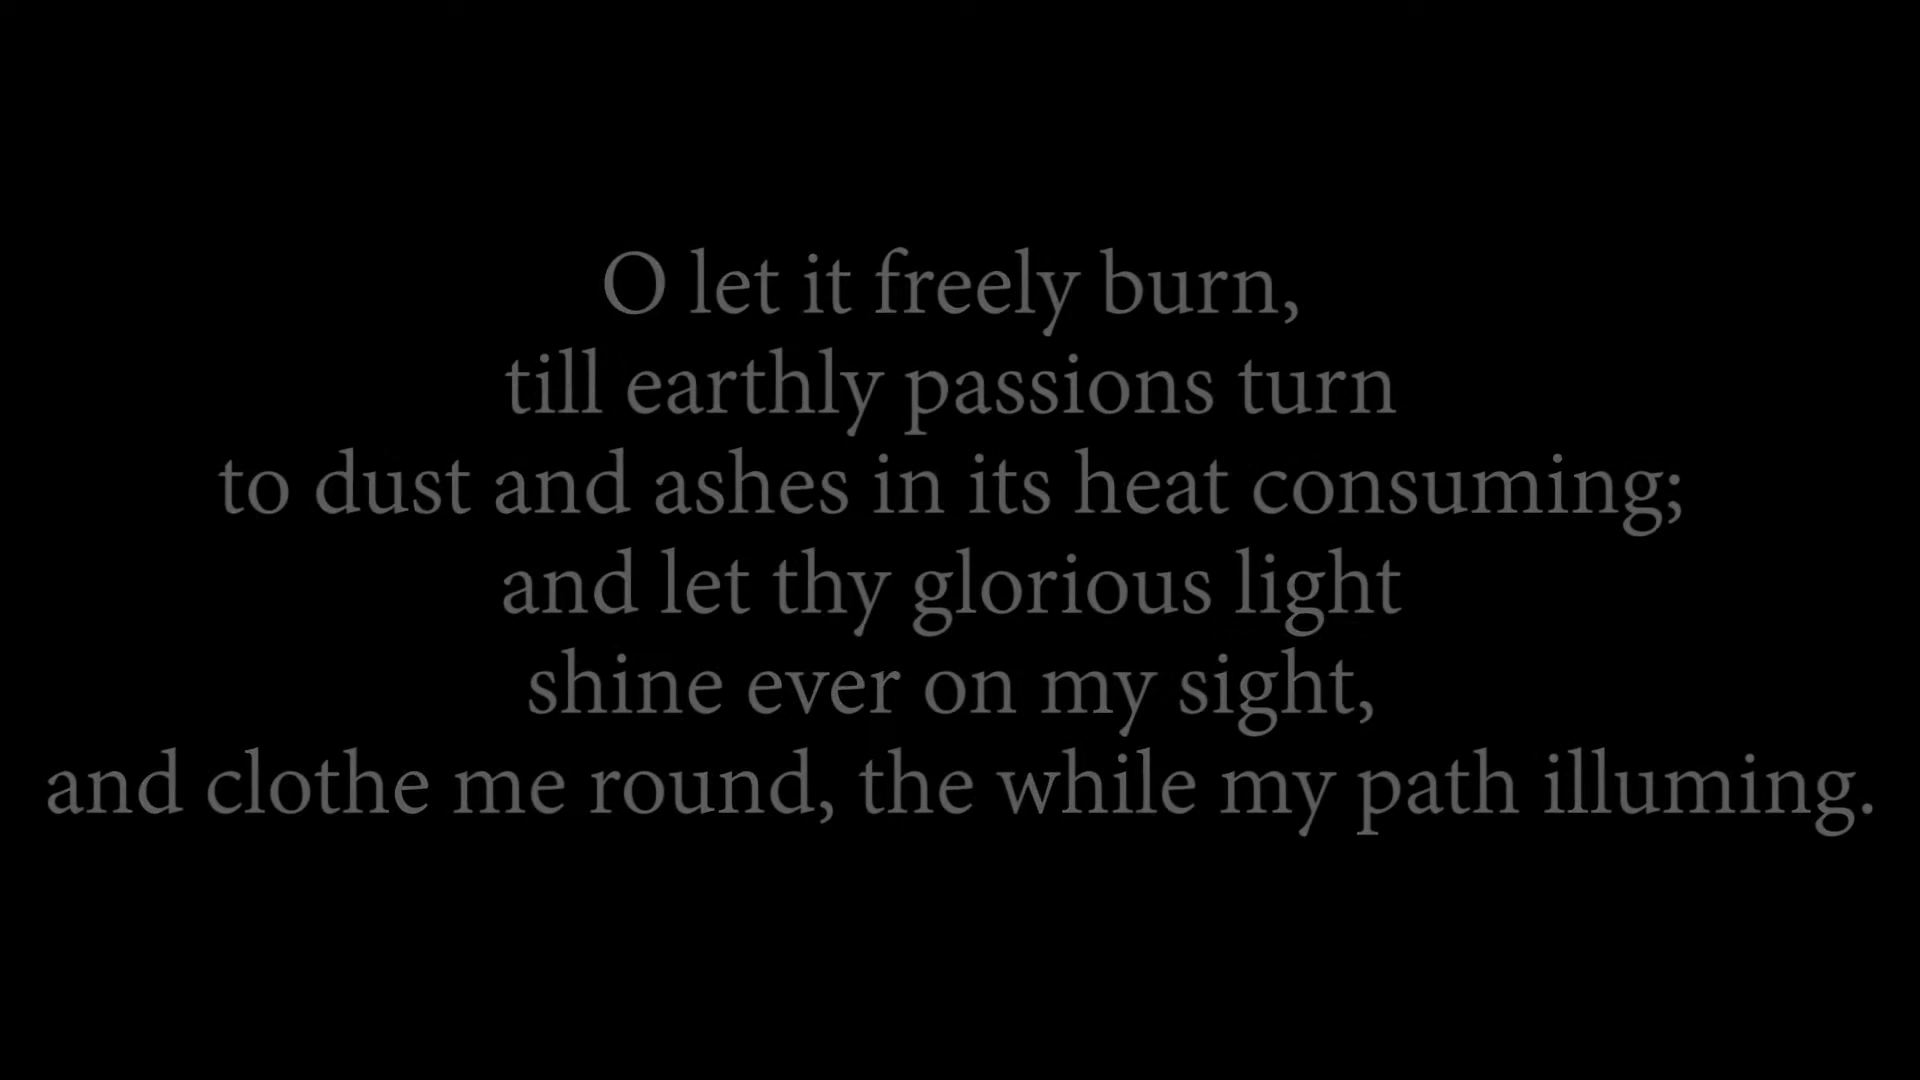 O let it freely burn,
till earthly passions turn
to dust and ashes in its heat consuming;
and let thy glorious light
shine ever on my sight,
and clothe me round, the while my path illuming.